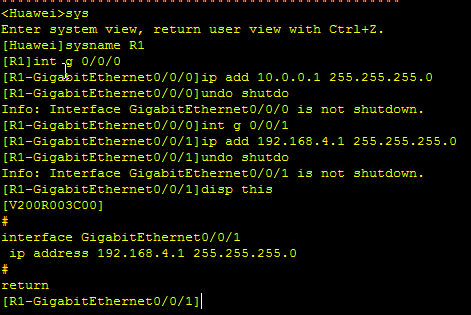 <Huawei>sys
Enter system view, return user view with Ctrl+Z.
[Huawei]sysname R1
[R1]int g 0/0/0
[R1-GigabitEthernet0/0/0]ip add 10.0.0.1 255.255.255.0
[R1-GigabitEthernet0/0/0]undo shutdo
Info: Interface GigabitEthernet0/0/0 is not shutdown.
[R1-GigabitEthernet0/0/0]int g 0/0/1
[R1-GigabitEthernet0/0/1]ip add 192.168.4.1 255.255.255.0
[R1-GigabitEthernet0/0/1]undo shutdo
Info: Interface GigabitEthernet0/0/1 is not shutdown.
[R1-GigabitEthernet0/0/1]disp this
[V200R003C00]
#
interface GigabitEthernet0/0/1
 ip address 192.168.4.1 255.255.255.0
#
return
[R1-GigabitEthernet0/0/1]